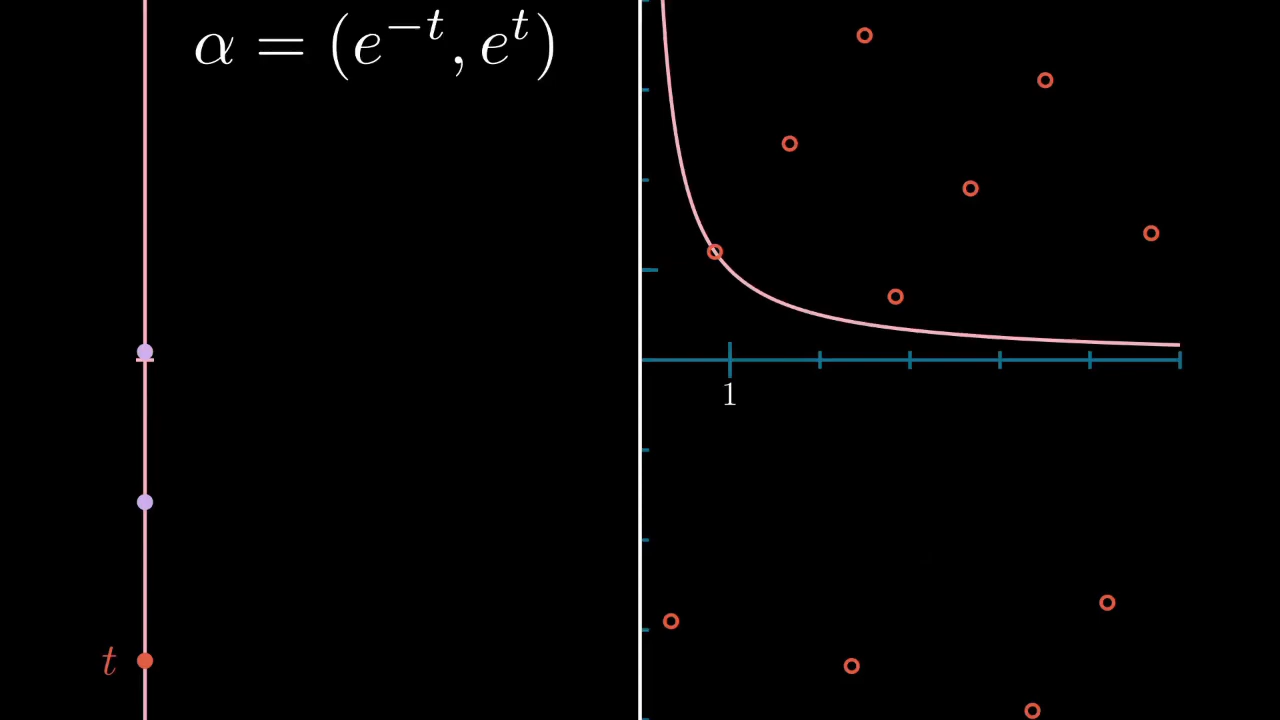 α = (e^{-t}, e^{t})
1
t